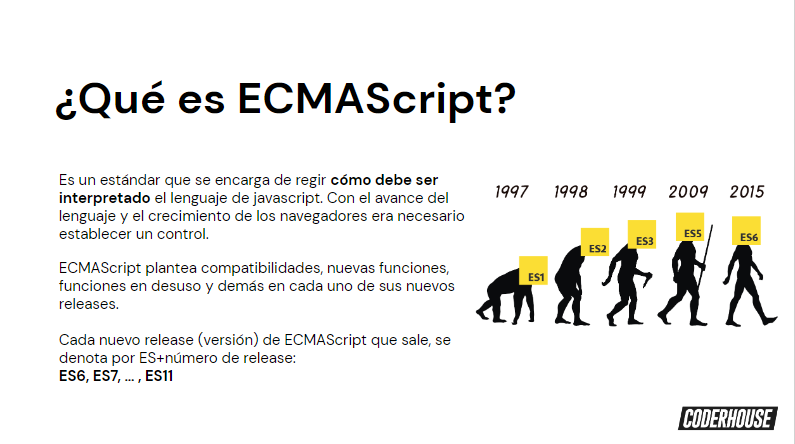 ¿Qué es ECMAScript?
Es un estándar que se encarga de regir cómo debe ser
interpretado el lenguaje de javascript. Con el avance del
lenguaje y el crecimiento de los navegadores era necesario
establecer un control.
ECMAScript plantea compatibilidades, nuevas funciones,
funciones en desuso y demás en cada uno de sus nuevos
releases.
Cada nuevo release (versión) de ECMAScript que sale, se
denota por ES+número de release:
ES6, ES7, ... , ES11
1997 1998 1999 2009 2015
ES1 ES2 ES3 ES5 ES6
CODERHOUSE